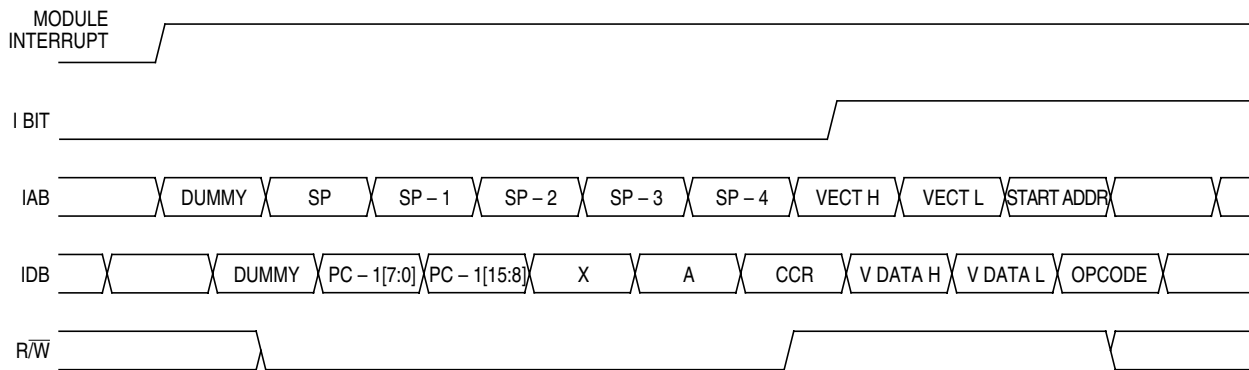 MODULE
INTERRUPT
I BIT
IAB DUMMY SP SP – 1 SP – 2 SP – 3 SP – 4 VECT H VECT L START ADDR
IDB DUMMY PC – 1[7:0] PC – 1[15:8] X A CCR V DATA H V DATA L OPCODE
R/W̅